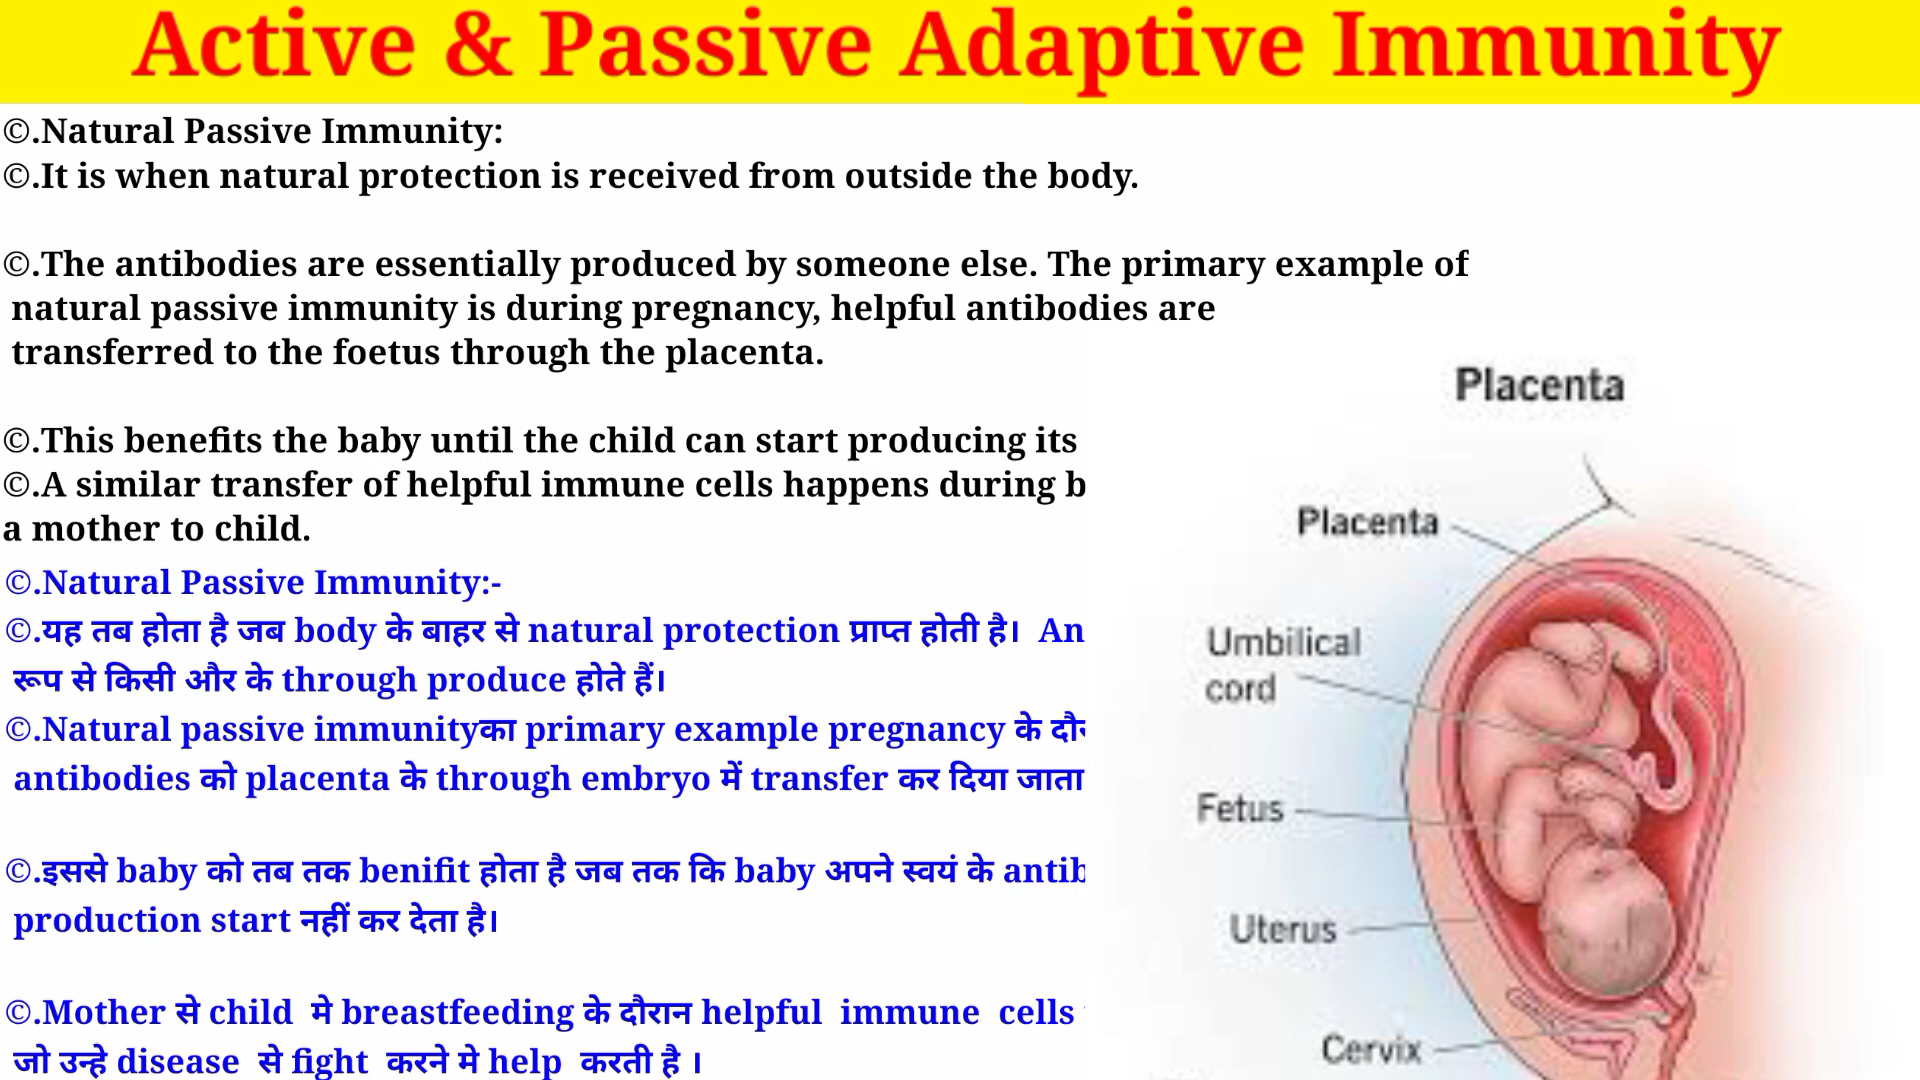 Active & Passive Adaptive Immunity
©.Natural Passive Immunity:
©.It is when natural protection is received from outside the body.
©.The antibodies are essentially produced by someone else. The primary example of
natural passive immunity is during pregnancy, helpful antibodies are
transferred to the foetus through the placenta.
©.This benefits the baby until the child can start producing its
©.A similar transfer of helpful immune cells happens during
a mother to child.
©.Natural Passive Immunity:-
©.यह तब होता है जब body के बाहर से natural protection प्राप्त होती है।
रूप से किसी और के through produce होते हैं।
©.Natural passive immunityका primary example pregnancy के
antibodies को placenta के through embryo में transfer कर दिया जाता
©.इससे baby को तब तक benifit होता है जब तक कि baby अपने स्वयं के
production start नहीं कर देता है।
©.Mother से child मे breastfeeding के दौरान helpful immune cells
जो उन्हे disease से fight करने मे help करती है ।
Placenta
Placenta
Umbilical
cord
Fetus
Uterus
Cervix